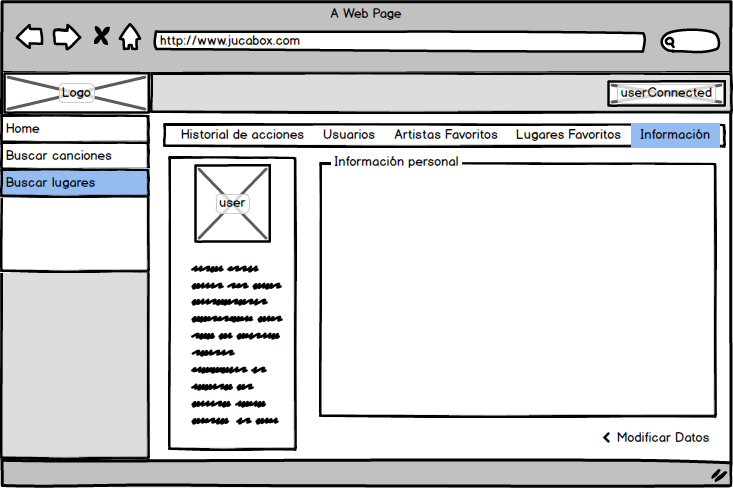 A Web Page
http://www.jucabox.com
Logo
userConnected
Home
Buscar canciones
Buscar lugares
Historial de acciones Usuarios Artistas Favoritos Lugares Favoritos Información
user
Información personal
Modificar Datos